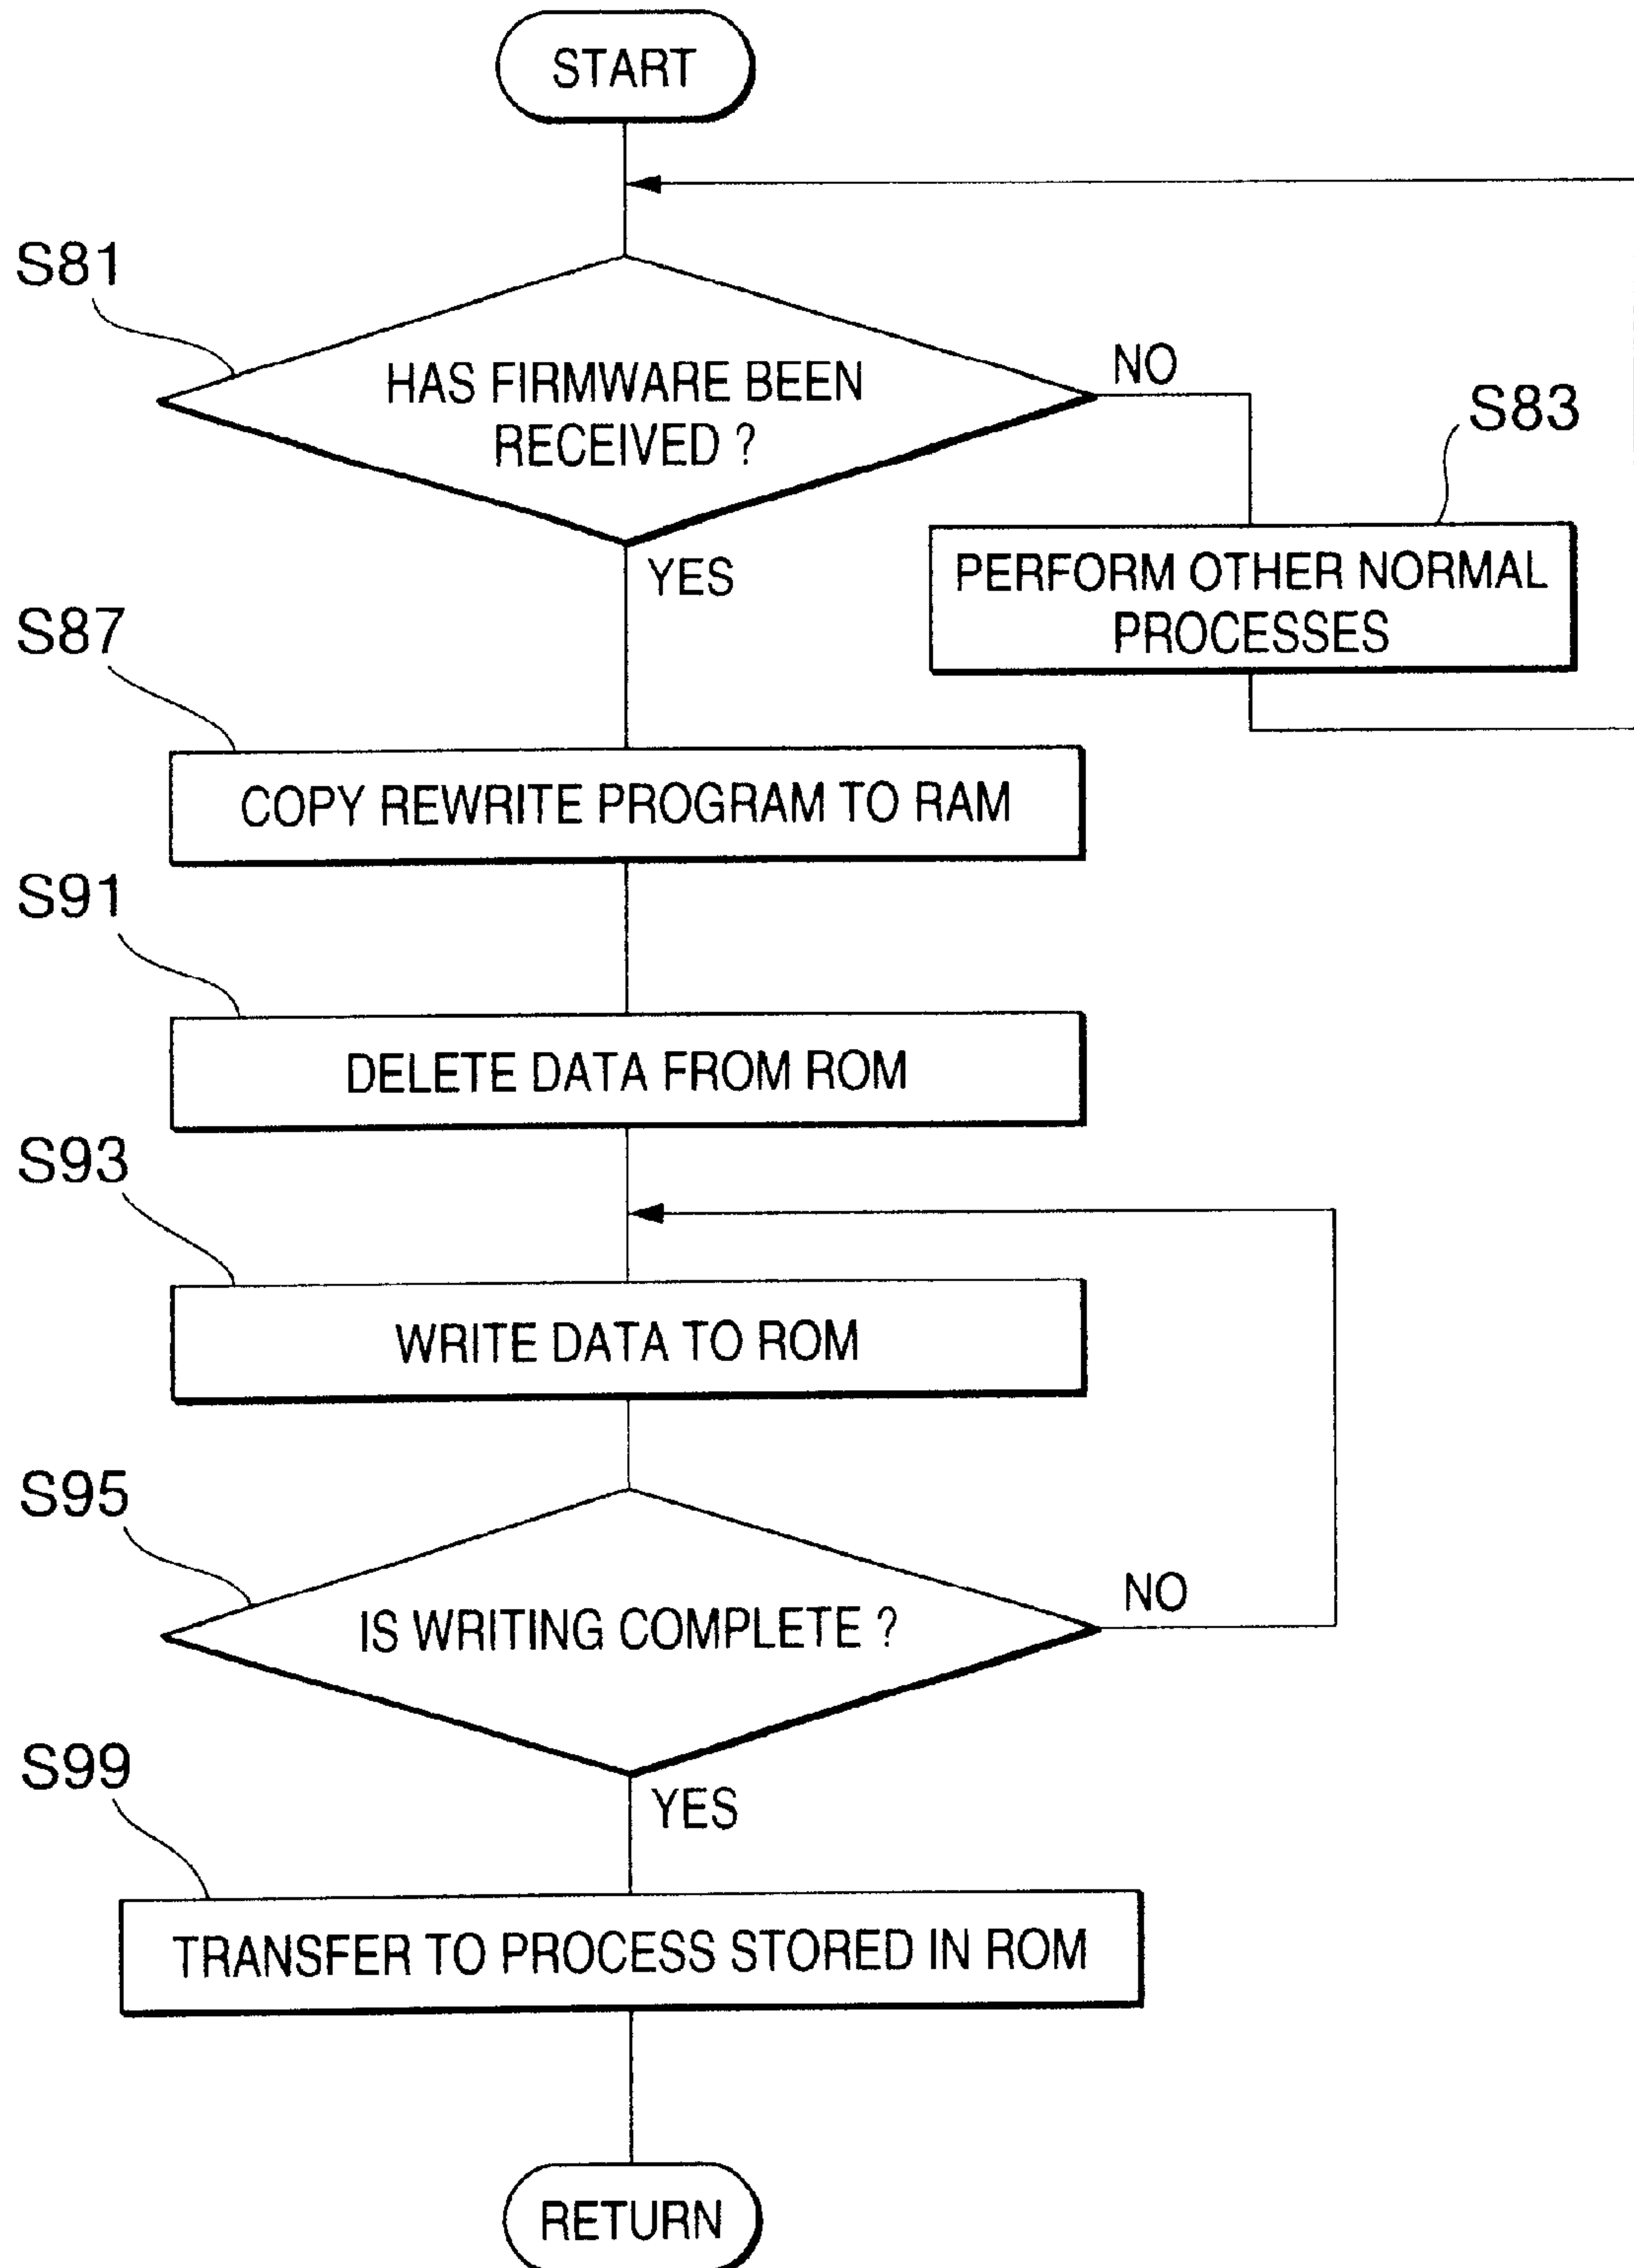 START
S81
HAS FIRMWARE BEEN
RECEIVED ?
NO
S83
YES
PERFORM OTHER NORMAL
PROCESSES
S87
COPY REWRITE PROGRAM TO RAM
S91
DELETE DATA FROM ROM
S93
WRITE DATA TO ROM
S95
IS WRITING COMPLETE ?
NO
YES
S99
TRANSFER TO PROCESS STORED IN ROM
RETURN